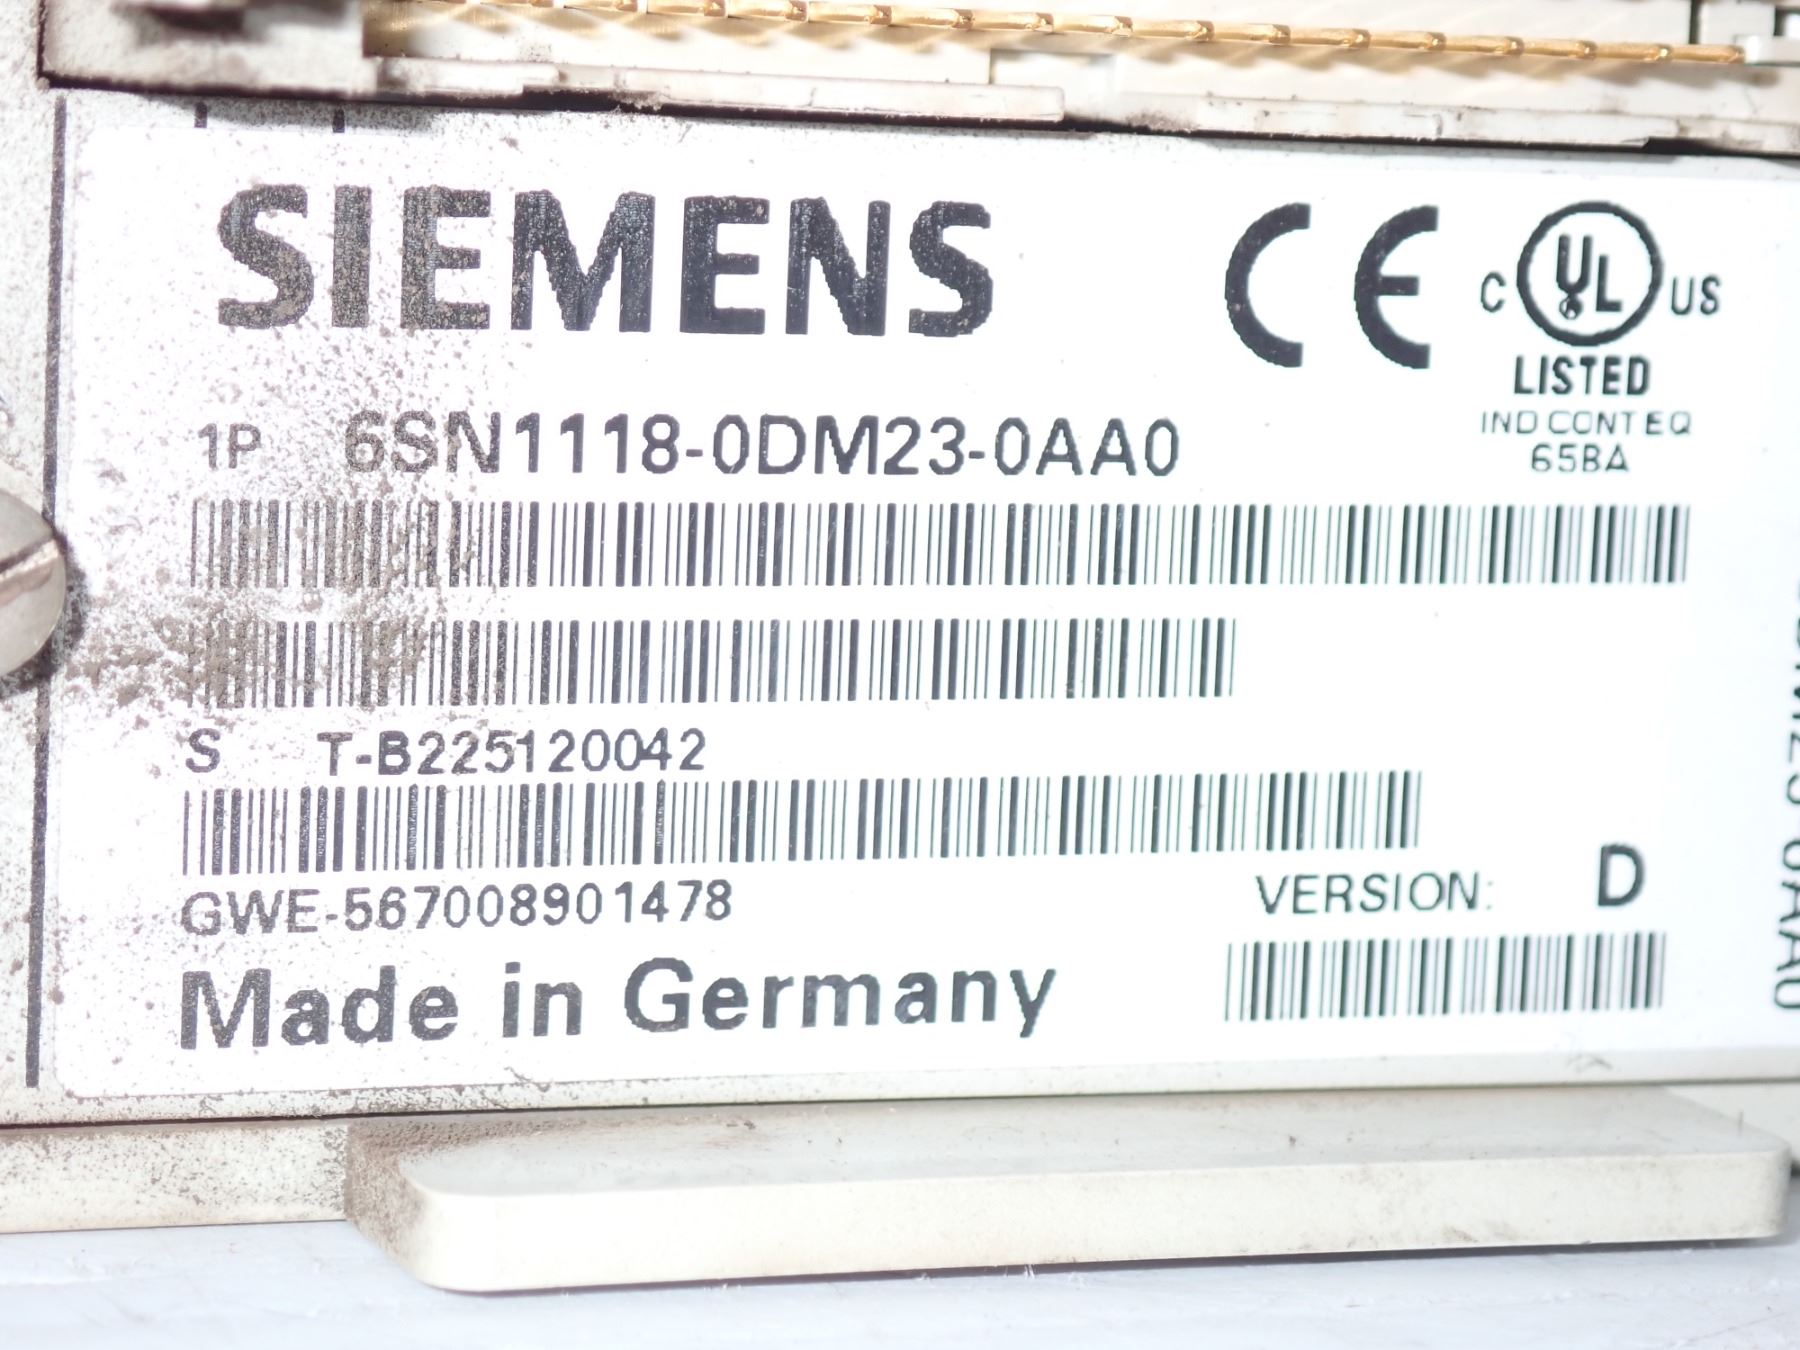 SIEMENS
CE
C UL US
LISTED
IND CONT EQ
65BA
1P 6SN1118-0DM23-0AA0
S T-B225120042
GWE-567008901478
VERSION: D
Made in Germany